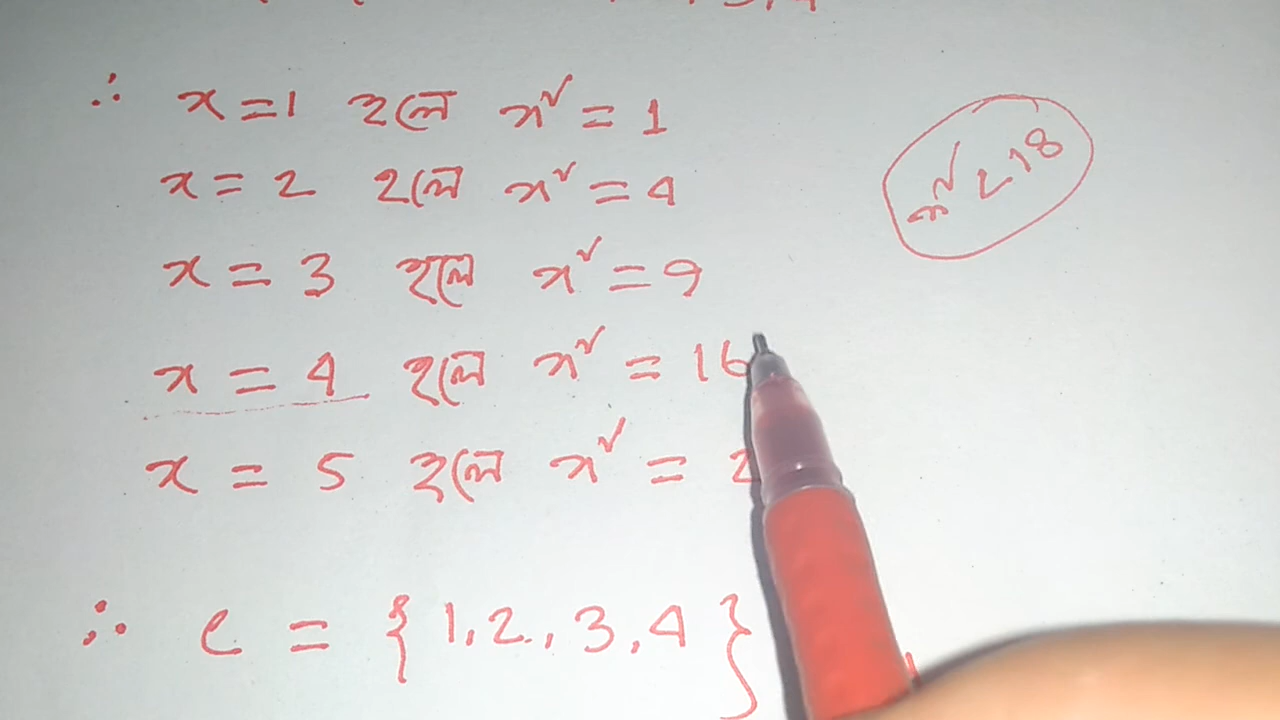 ∴ x = 1 হলে x² = 1
x² < 18
x = 2 হলে x² = 4
x = 3 হলে x² = 9
x = 4 হলে x² = 16
x = 5 হলে x² = 2
∴ C = {1, 2, 3, 4}